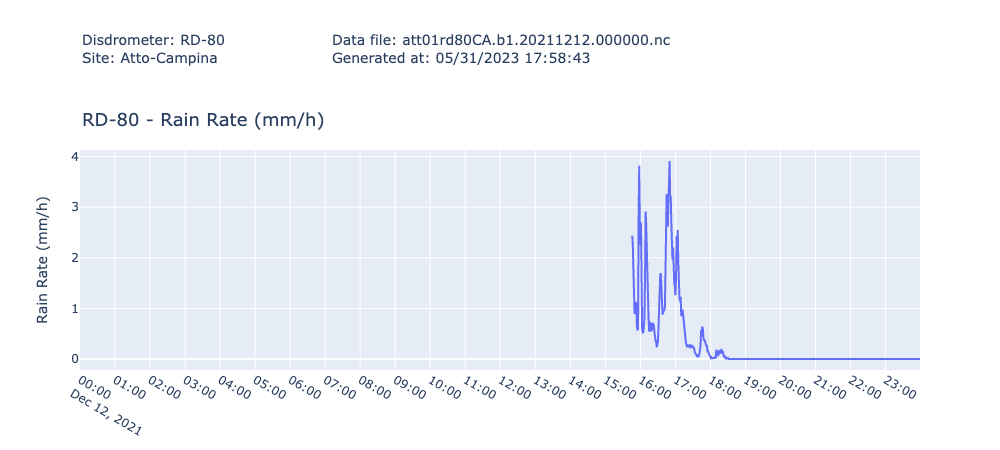 Disdrometer: RD-80
Site: Atto-Campina
Data file: att01rd80CA.b1.20211212.000000.nc
Generated at: 05/31/2023 17:58:43
RD-80 - Rain Rate (mm/h)
Rain Rate (mm/h)
4
3
2
1
0
00:00 01:00 02:00 03:00 04:00 05:00 06:00 07:00 08:00 09:00 10:00 11:00 12:00 13:00 14:00 15:00 16:00 17:00 18:00 19:00 20:00 21:00 22:00 23:00
Dec 12, 2021